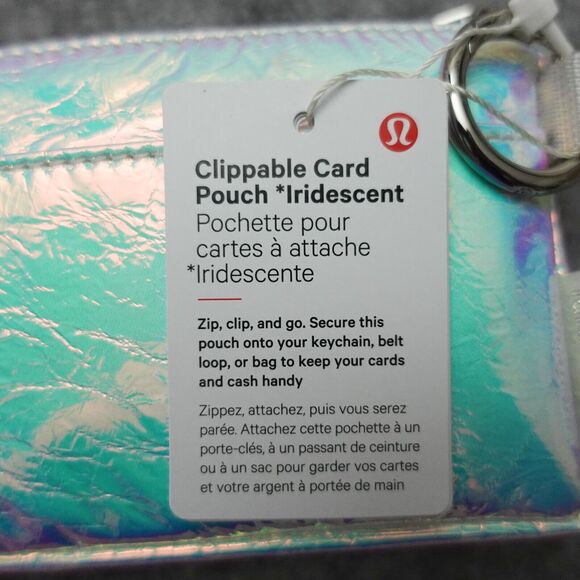 Clippable Card
Pouch *Iridescent
Pochette pour
cartes à attache
*Iridescente
Zip, clip, and go. Secure this
pouch onto your keychain, belt
loop, or bag to keep your cards
and cash handy
Zippez, attachez, puis vous serez
parée. Attachez cette pochette à un
porte-clés, à un passant de ceinture
ou à un sac pour garder vos cartes
et votre argent à portée de main